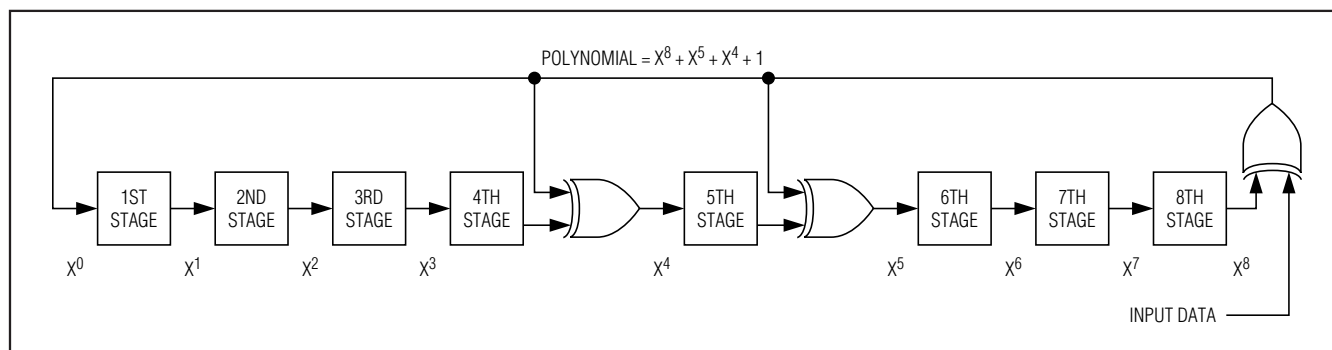 POLYNOMIAL = X⁸ + X⁵ + X⁴ + 1
1ST
STAGE
2ND
STAGE
3RD
STAGE
4TH
STAGE
5TH
STAGE
6TH
STAGE
7TH
STAGE
8TH
STAGE
X⁰
X¹
X²
X³
X⁴
X⁵
X⁶
X⁷
X⁸
INPUT DATA